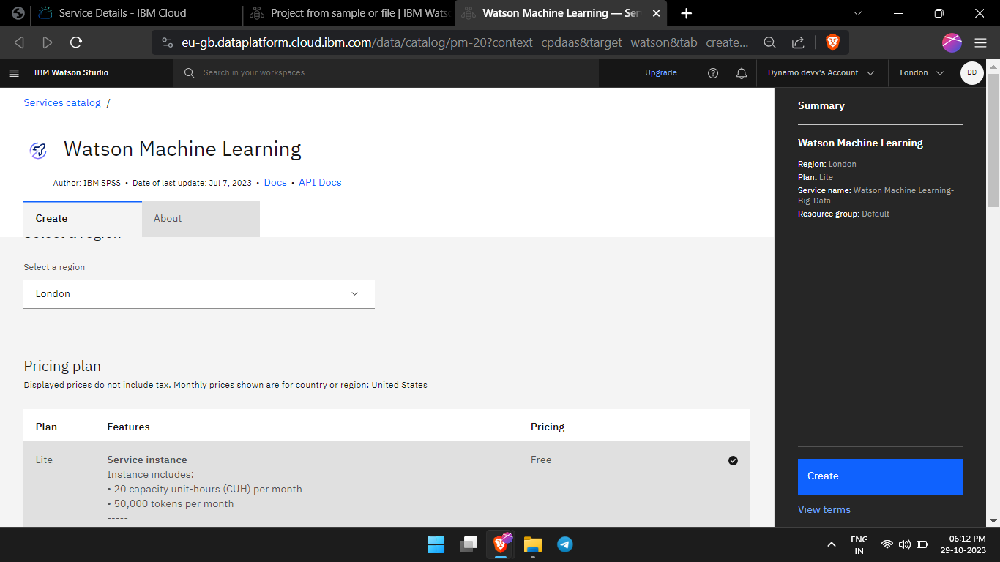 Service Details - IBM Cloud
Project from sample or file | IBM Wats
Watson Machine Learning — Ser
eu-gb.dataplatform.cloud.ibm.com/data/catalog/pm-20?context=cpdaas&target=watson&tab=create...
IBM Watson Studio
Search in your workspaces
Upgrade
Dynamo devx's Account
London
DD
Services catalog /
Watson Machine Learning
Author: IBM SPSS • Date of last update: Jul 7, 2023 • Docs • API Docs
Create
About
Select a region
Select a region
London
Pricing plan
Displayed prices do not include tax. Monthly prices shown are for country or region: United States
Plan
Features
Pricing
Lite
Service instance
Free
Instance includes:
• 20 capacity unit-hours (CUH) per month
• 50,000 tokens per month
-----
Summary
Watson Machine Learning
Region: London
Plan: Lite
Service name: Watson Machine Learning-
Big-Data
Resource group: Default
Create
View terms
ENG
IN
06:12 PM
29-10-2023